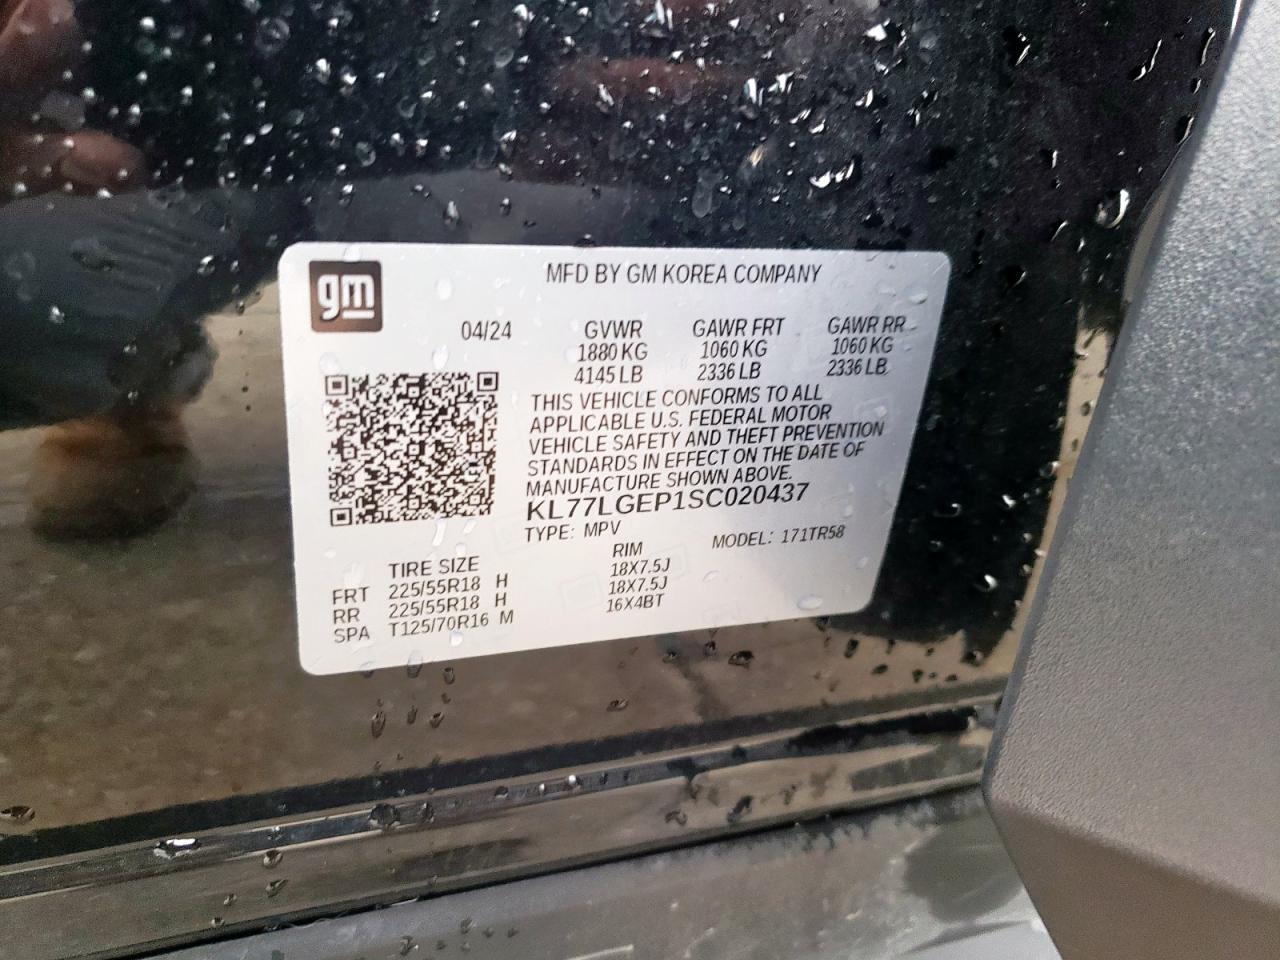 gm
MFD BY GM KOREA COMPANY
04/24 GVWR GAWR FRT GAWR RR
1880 KG 1060 KG 1060 KG
4145 LB 2336 LB 2336 LB
THIS VEHICLE CONFORMS TO ALL
APPLICABLE U.S. FEDERAL MOTOR
VEHICLE SAFETY AND THEFT PREVENTION
STANDARDS IN EFFECT ON THE DATE OF
MANUFACTURE SHOWN ABOVE.
KL77LGEP1SC020437
TYPE: MPV MODEL: 171TR58
TIRE SIZE RIM
FRT 225/55R18 H 18X7.5J
RR 225/55R18 H 18X7.5J
SPA T125/70R16 M 16X4BT